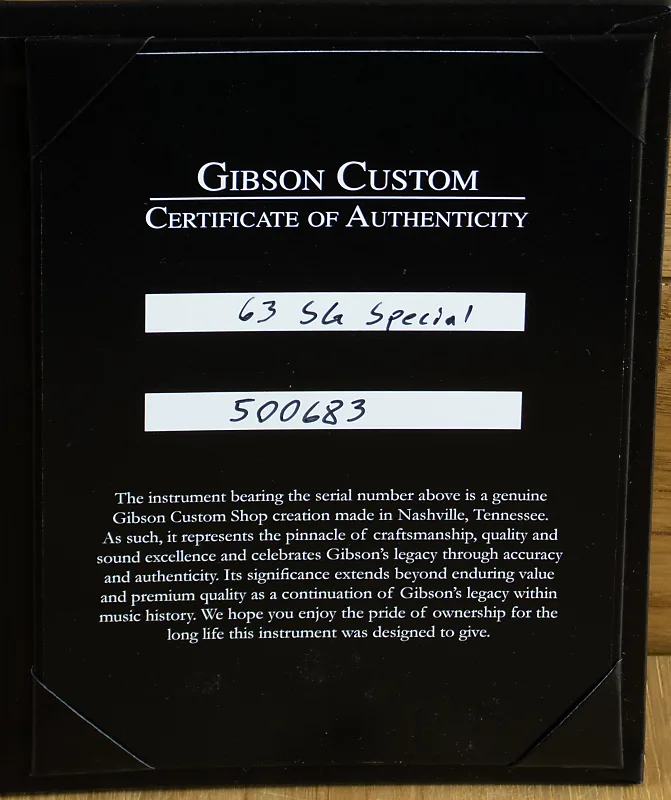 GIBSON CUSTOM
CERTIFICATE OF AUTHENTICITY
63 SG Special
500683
The instrument bearing the serial number above is a genuine
Gibson Custom Shop creation made in Nashville, Tennessee.
As such, it represents the pinnacle of craftsmanship, quality and
sound excellence and celebrates Gibson's legacy through accuracy
and authenticity. Its significance extends beyond enduring value
and premium quality as a continuation of Gibson's legacy within
music history. We hope you enjoy the pride of ownership for the
long life this instrument was designed to give.